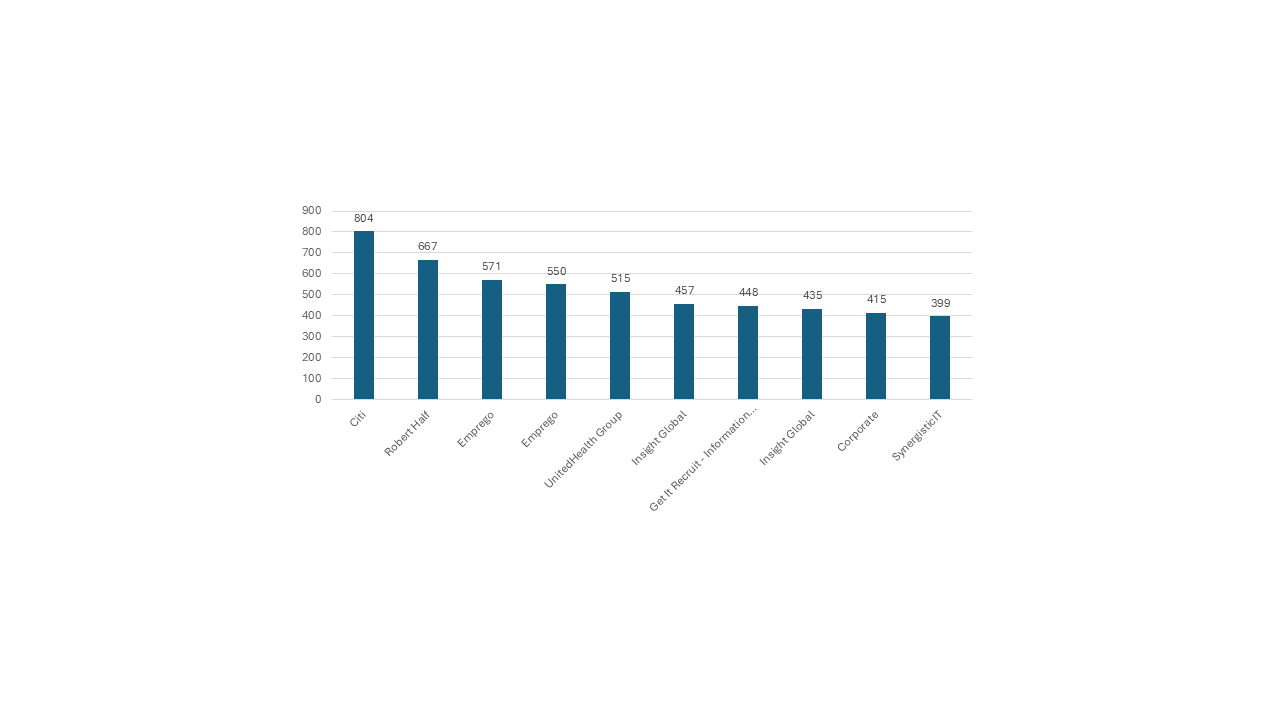 900
800
700
600
500
400
300
200
100
0
804
667
571
550
515
457
448
435
415
399
Citi
Robert Half
Emprego
Emprego
UnitedHealth Group
Insight Global
Get It Recruit - Information...
Insight Global
Corporate
SynergisticIT